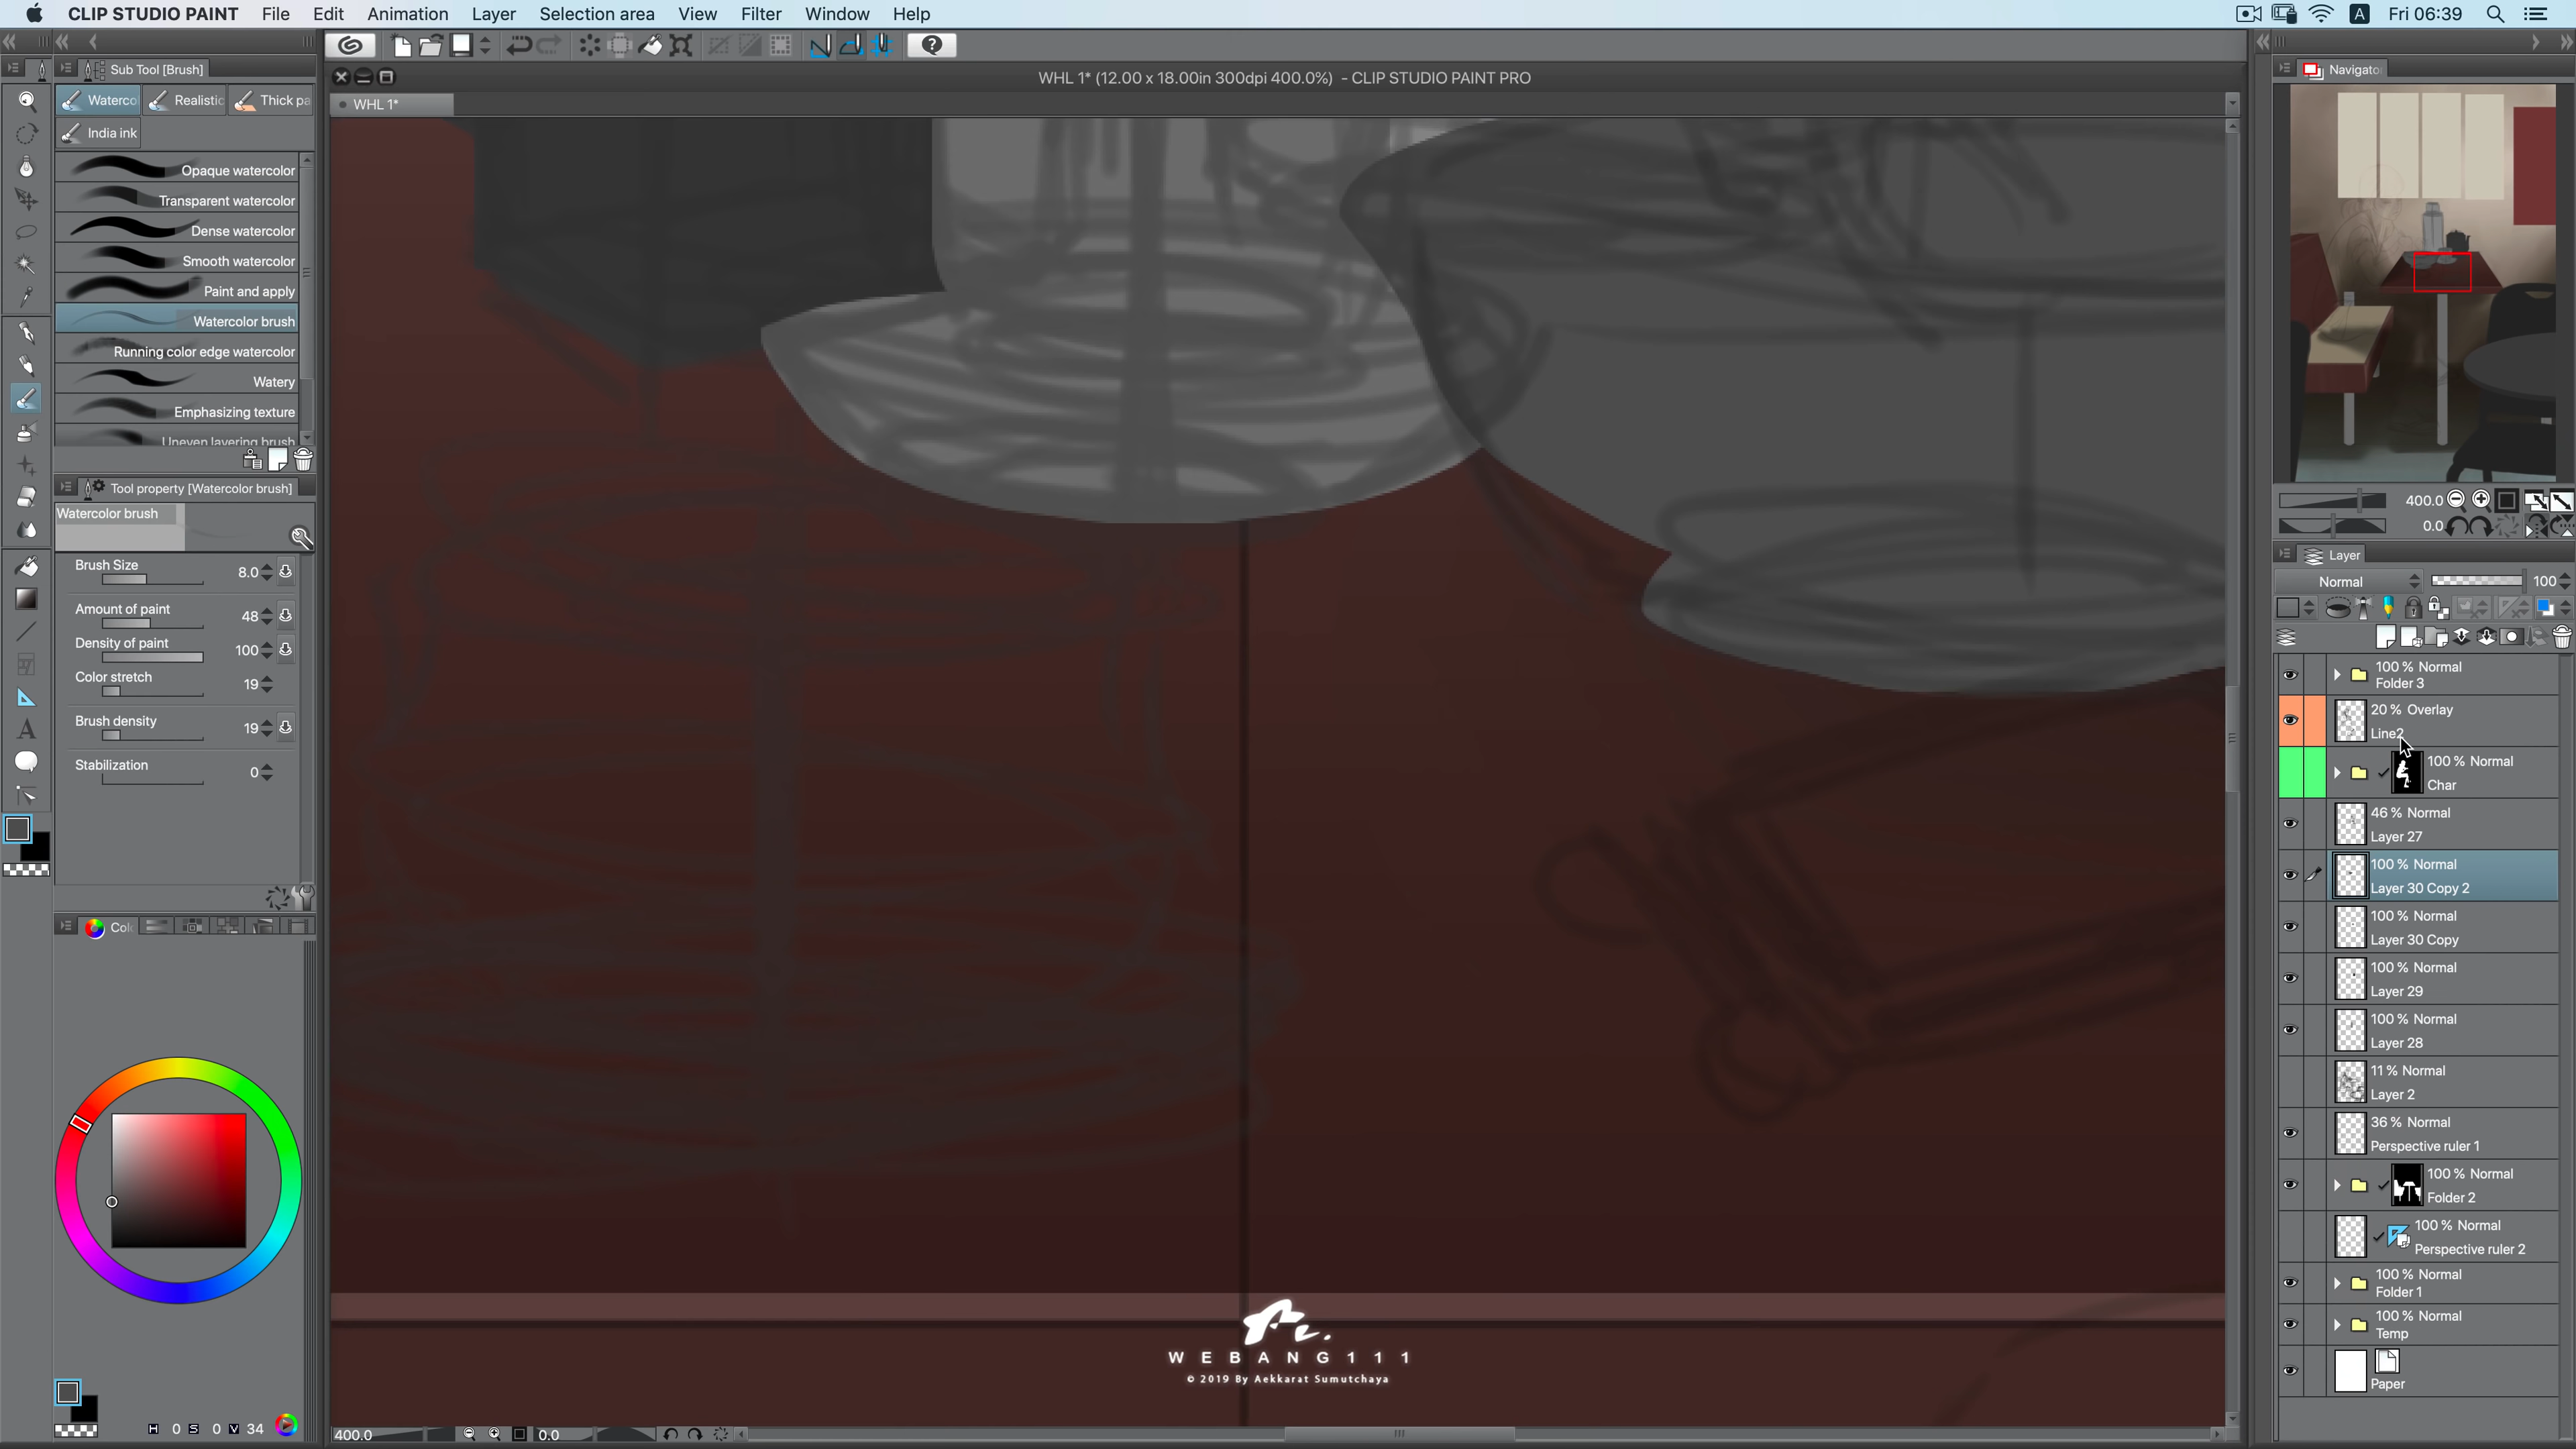 CLIP STUDIO PAINT File Edit Animation Layer Selection area View Filter Window Help
A Fri 06:39
WHL 1* (12.00 x 18.00in 300dpi 400.0%) - CLIP STUDIO PAINT PRO
WHL 1*
Sub Tool [Brush]
Waterco Realistic Thick pa
India ink
Opaque watercolor
Transparent watercolor
Dense watercolor
Smooth watercolor
Paint and apply
Watercolor brush
Running color edge watercolor
Watery
Emphasizing texture
Uneven layering brush
Tool property [Watercolor brush]
Watercolor brush
Brush Size 8.0
Amount of paint 48
Density of paint 100
Color stretch 19
Brush density 19
Stabilization 0
Colo
H 0 S 0 V 34
WEBANG111
© 2019 By Aekkarat Sumutchaya
400.0 0.0
Navigato
400.0
0.0
Layer
Normal 100
100 % Normal
Folder 3
20 % Overlay
Line2
100 % Normal
Char
46 % Normal
Layer 27
100 % Normal
Layer 30 Copy 2
100 % Normal
Layer 30 Copy
100 % Normal
Layer 29
100 % Normal
Layer 28
11 % Normal
Layer 2
36 % Normal
Perspective ruler 1
100 % Normal
Folder 2
100 % Normal
Perspective ruler 2
100 % Normal
Folder 1
100 % Normal
Temp
Paper